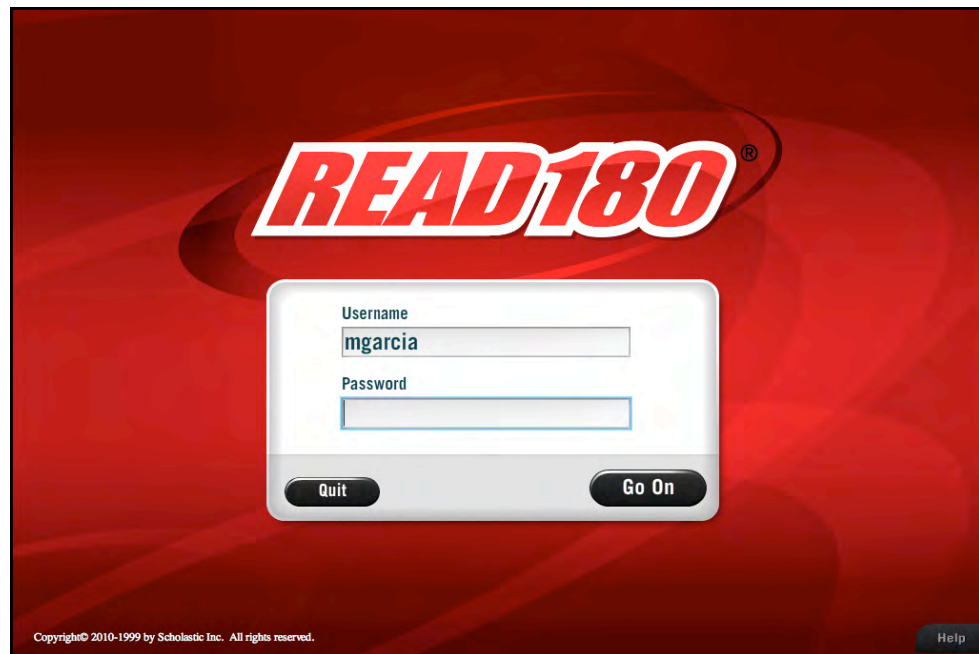 READ180®
Username
mgarcia
Password
Quit
Go On
Copyright© 2010-1999 by Scholastic Inc. All rights reserved.
Help